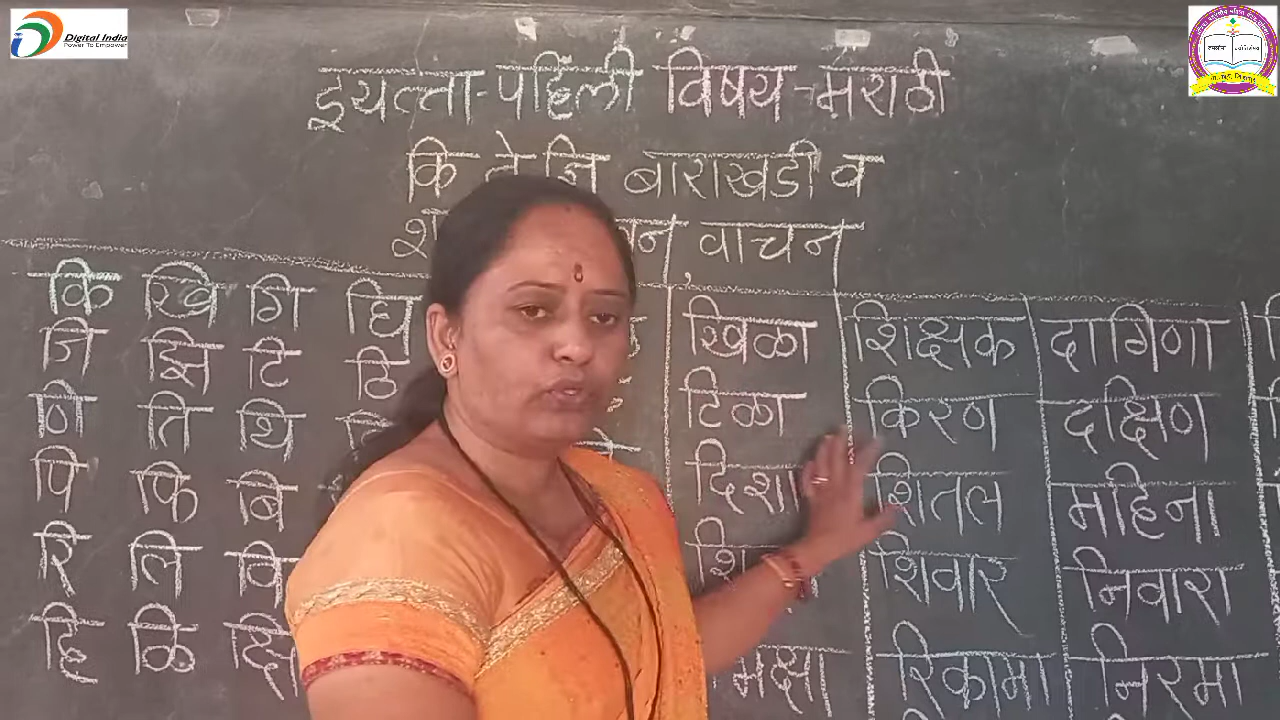 Digital India
Power To Empower
इयत्ता-पहिली विषय-मराठी
कि ते ज्ञि बाराखडी व
वाचन
कि खि गि घि
जि झि टि ठि
णि ति थि
पि फि बि
रि लि वि
हि ळि क्षि
खिळा
टिळा
दिशा
शिक्षक
किरण
शितल
शिवार
रिकामा
दागिणा
दक्षिण
महिना
निवारा
निरमा